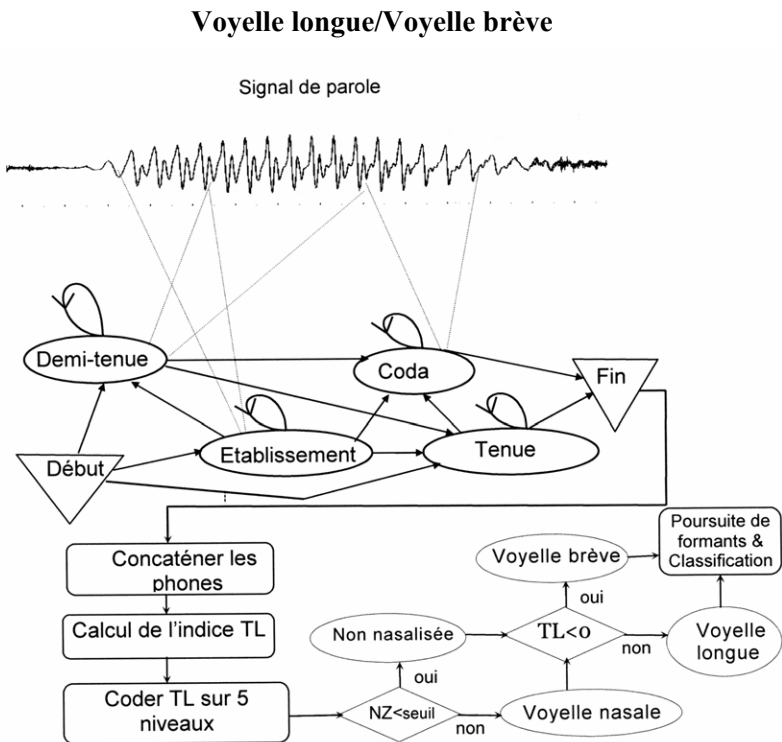 Voyelle longue/Voyelle brève
Signal de parole
Demi-tenue
Coda
Fin
Début
Etablissement
Tenue
Concaténer les
phones
Calcul de l'indice TL
Coder TL sur 5
niveaux
NZ<seuil
oui
non
Non nasalisée
Voyelle nasale
TL<0
oui
non
Voyelle brève
Voyelle
longue
Poursuite de
formants &
Classification